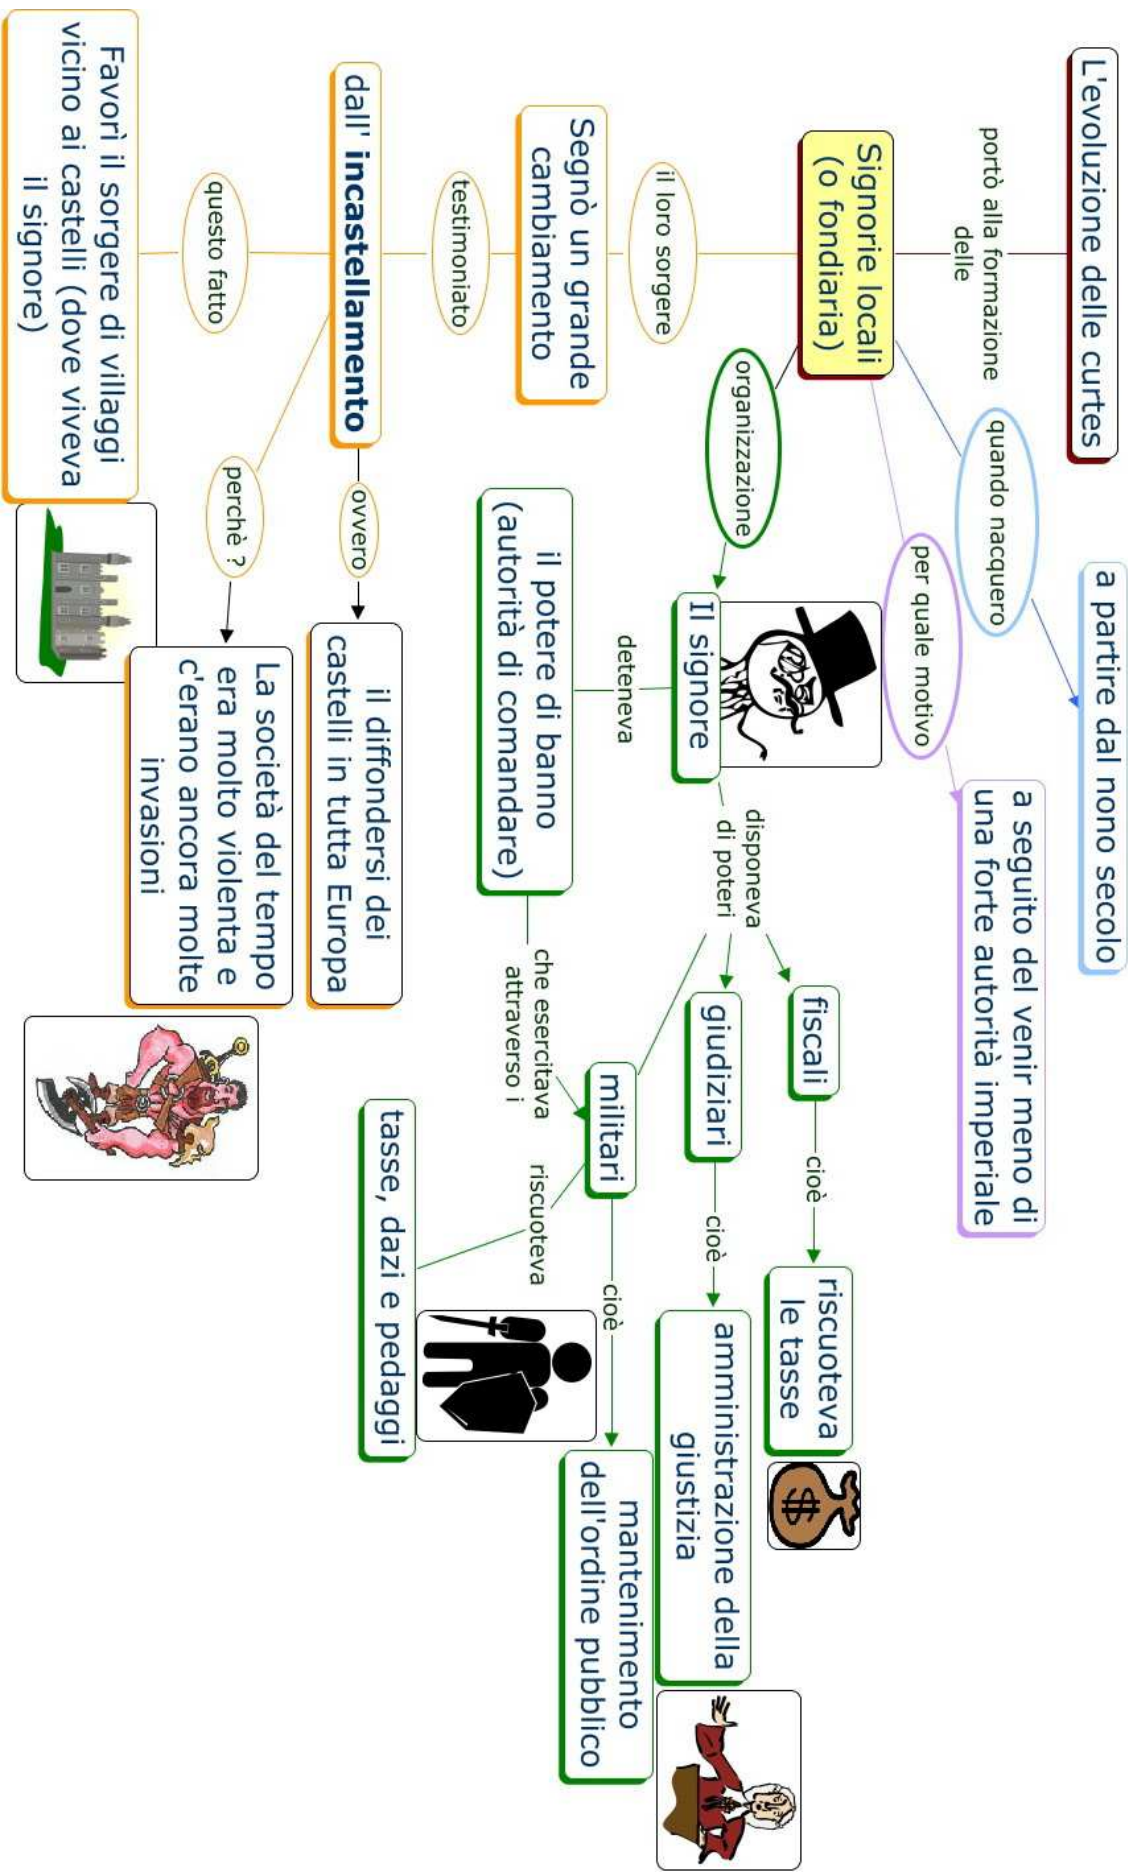 L'evoluzione delle curtes
portò alla formazione
delle
Signorie locali
(o fondiaria)
quando nacquero
a partire dal nono secolo
per quale motivo
a seguito del venir meno di
una forte autorità imperiale
il loro sorgere
Segnò un grande
cambiamento
testimoniato
dall' incastellamento
ovvero
il diffondersi dei
castelli in tutta Europa
perchè ?
La società del tempo
era molto violenta e
c'erano ancora molte
invasioni
questo fatto
Favorì il sorgere di villaggi
vicino ai castelli (dove viveva
il signore)
organizzazione
Il signore
deteneva
il potere di banno
(autorità di comandare)
che esercitava
attraverso i
disponeva
di poteri
fiscali
cioè
riscuoteva
le tasse
$
giudiziari
cioè
amministrazione della
giustizia
militari
cioè
mantenimento
dell'ordine pubblico
riscuoteva
tasse, dazi e pedaggi